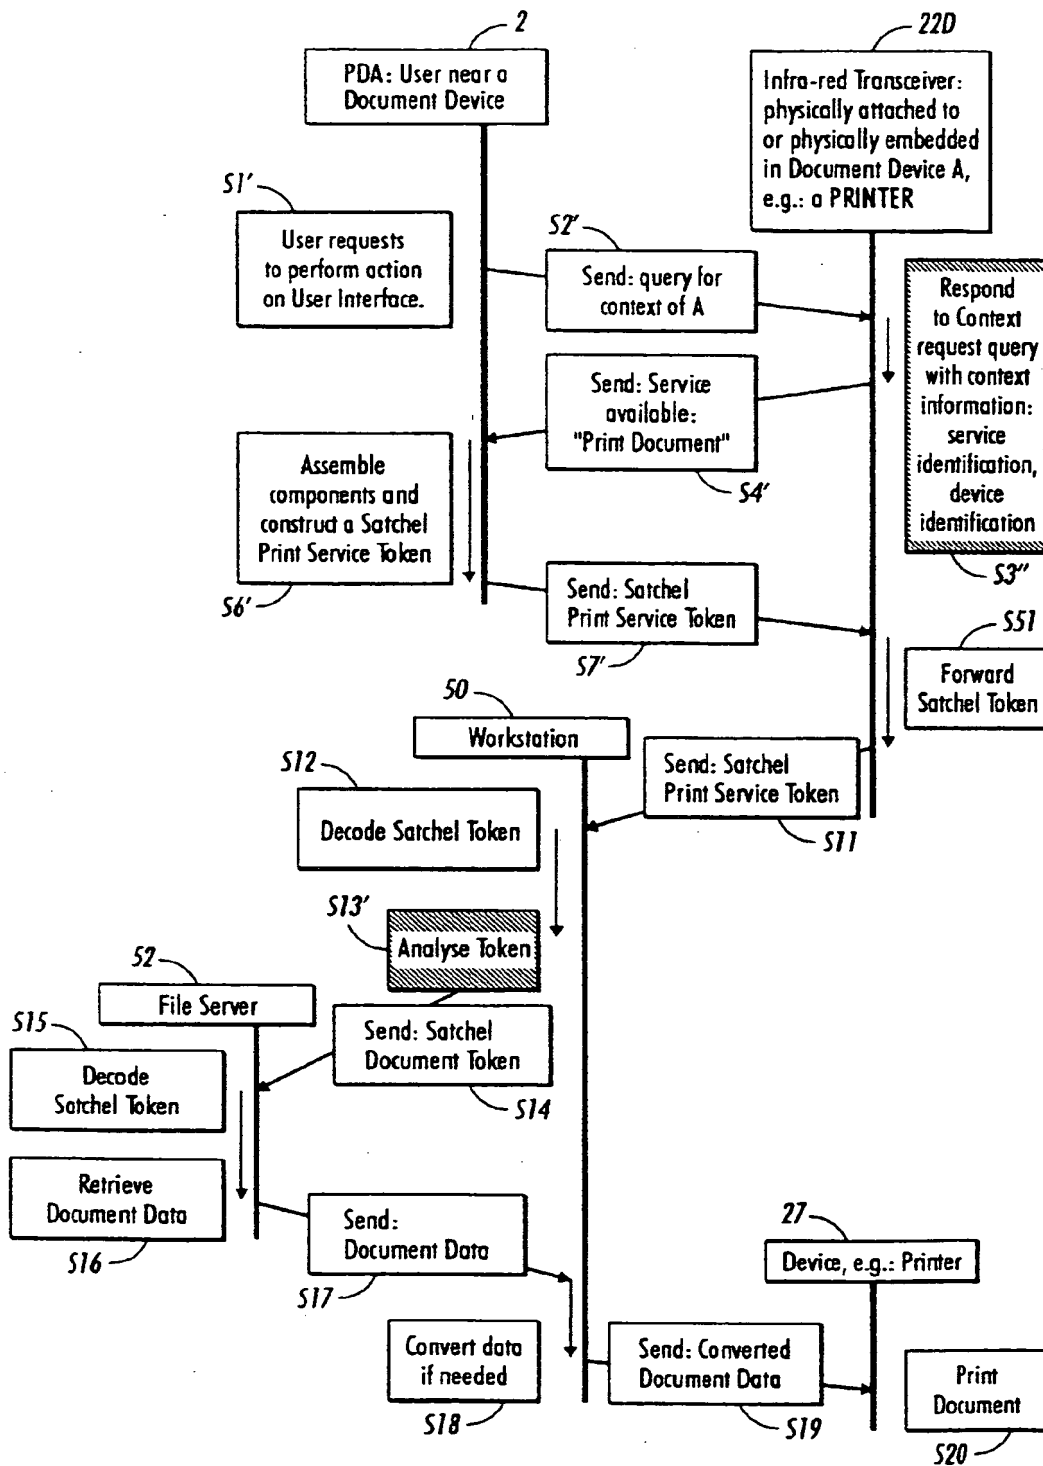 2
22D
PDA: User near a
Document Device
Infra-red Transceiver:
physically attached to
or physically embedded
in Document Device A,
e.g.: a PRINTER
S1'
User requests
to perform action
on User Interface.
S2'
Send: query for
context of A
Respond
to Context
request query
with context
information:
service
identification,
device
identification
S3''
Send: Service
available:
"Print Document"
S4'
Assemble
components and
construct a Satchel
Print Service Token
S6'
Send: Satchel
Print Service Token
S7'
S51
Forward
Satchel Token
50
Workstation
Send: Satchel
Print Service Token
S11
S12
Decode Satchel Token
S13'
Analyse Token
52
File Server
Send: Satchel
Document Token
S14
S15
Decode
Satchel Token
Retrieve
Document Data
S16
Send:
Document Data
S17
27
Device, e.g.: Printer
Convert data
if needed
S18
Send: Converted
Document Data
S19
Print
Document
S20